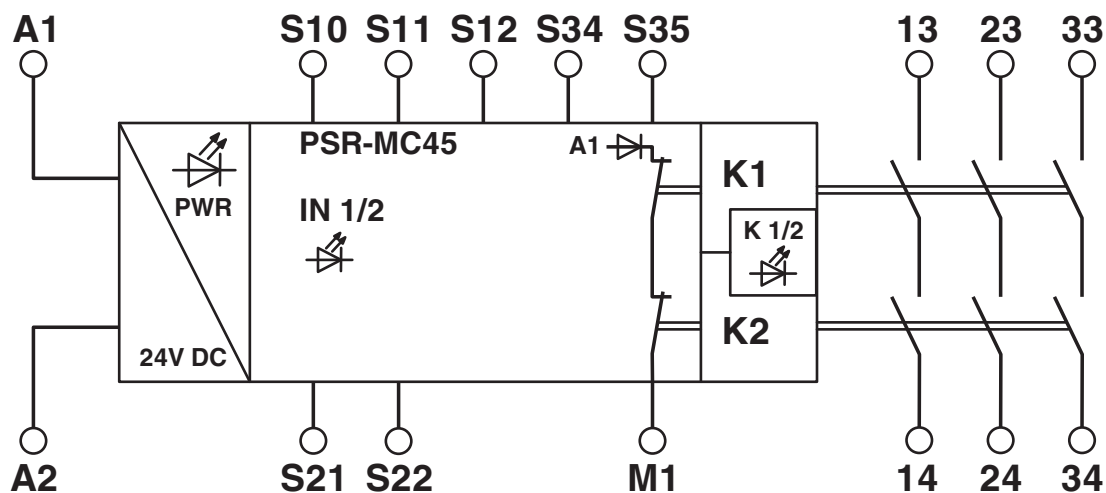 A1 S10 S11 S12 S34 S35 13 23 33
PSR-MC45
A1
K1
PWR
IN 1/2
K 1/2
K2
24V DC
A2 S21 S22 M1 14 24 34